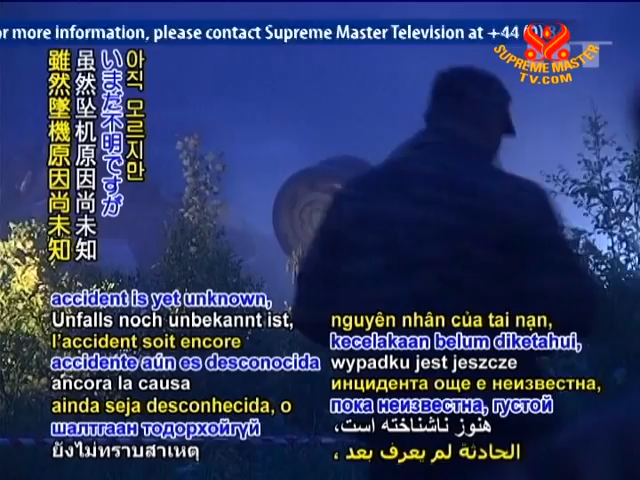 or more information, please contact Supreme Master Television at +44 (0) 8
SUPREME MASTER
TV.COM
아직 모르지만
いまだ不明ですが
虽然坠机原因尚未知
雖然墜機原因尚未知
accident is yet unknown,
Unfalls noch unbekannt ist,
l'accident soit encore
accidente aún es desconocida
ancora la causa
ainda seja desconhecida, o
шалтгаан тодорхойгүй
ยังไม่ทราบสาเหตุ
nguyên nhân của tai nạn,
kecelakaan belum diketahui,
wypadku jest jeszcze
инцидента още е неизвестна,
пока неизвестна, густой
هنوز ناشناخته است،
الحادثة لم يعرف بعد ،